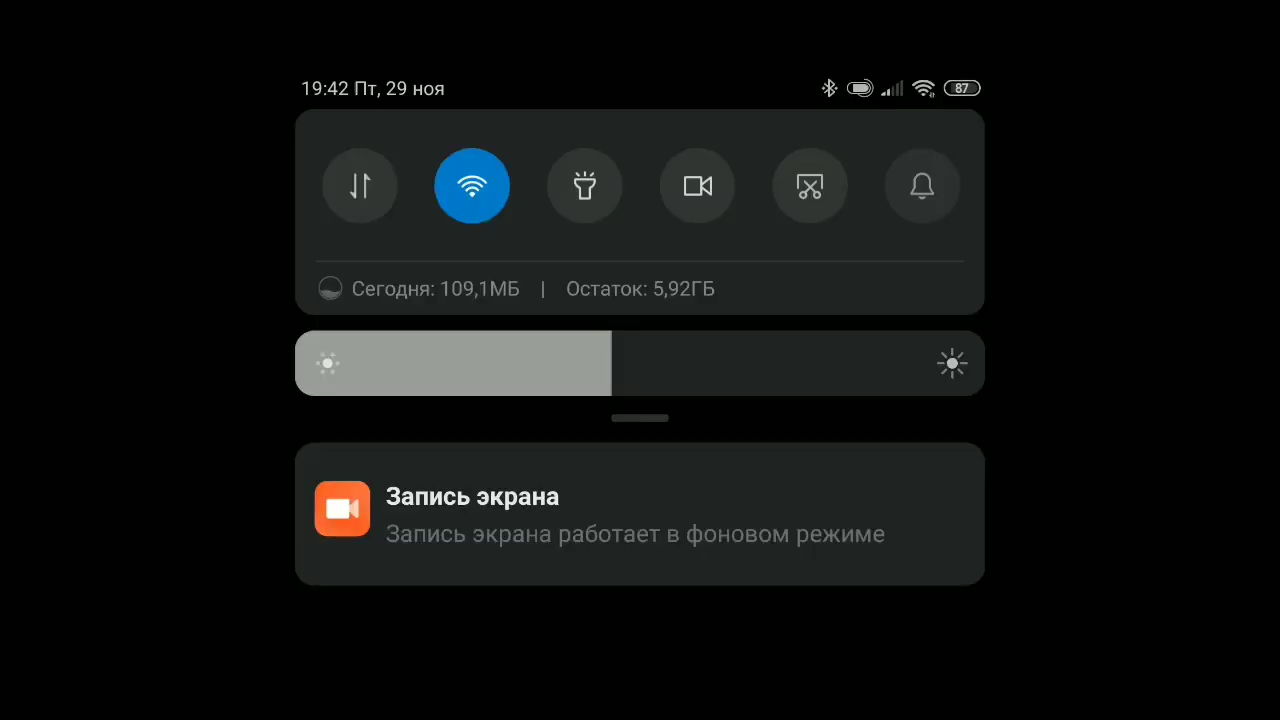 19:42 Пт, 29 ноя
87
Сегодня: 109,1МБ | Остаток: 5,92ГБ
Запись экрана
Запись экрана работает в фоновом режиме